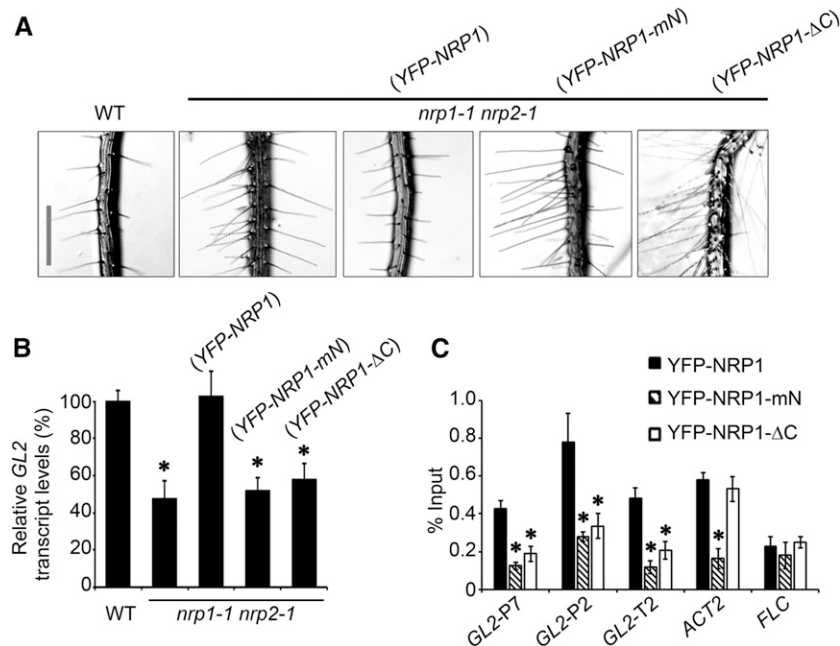 A
(YFP-NRP1)
(YFP-NRP1-mN)
(YFP-NRP1-ΔC)
WT
nrp1-1 nrp2-1
B
Relative GL2
transcript levels (%)
100
80
60
40
20
0
(YFP-NRP1)
(YFP-NRP1-mN)
(YFP-NRP1-ΔC)
*
*
*
WT
nrp1-1 nrp2-1
C
YFP-NRP1
YFP-NRP1-mN
YFP-NRP1-ΔC
% Input
1.0
0.8
0.6
0.4
0.2
0
*
*
*
*
*
*
*
GL2-P7
GL2-P2
GL2-T2
ACT2
FLC